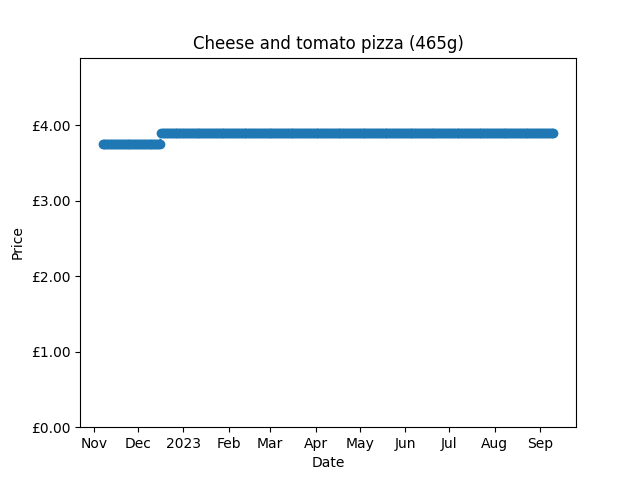 Cheese and tomato pizza (465g)
£4.00
£3.00
£2.00
£1.00
£0.00
Price
Nov Dec 2023 Feb Mar Apr May Jun Jul Aug Sep
Date